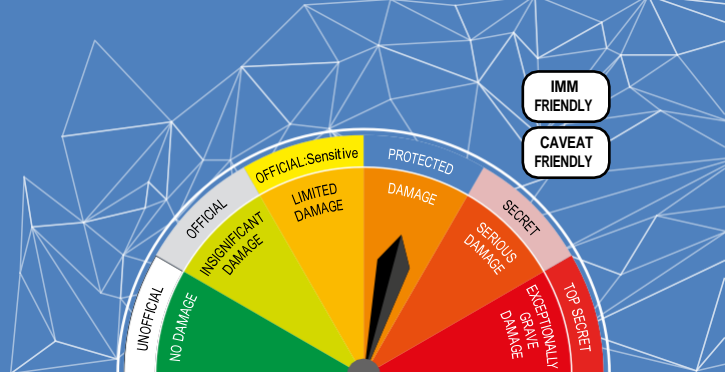 IMM
FRIENDLY
CAVEAT
FRIENDLY
UNOFFICIAL
NO DAMAGE
OFFICIAL
INSIGNIFICANT
DAMAGE
OFFICIAL:Sensitive
LIMITED
DAMAGE
PROTECTED
DAMAGE
SECRET
SERIOUS
DAMAGE
TOP SECRET
EXCEPTIONALLY
GRAVE
DAMAGE